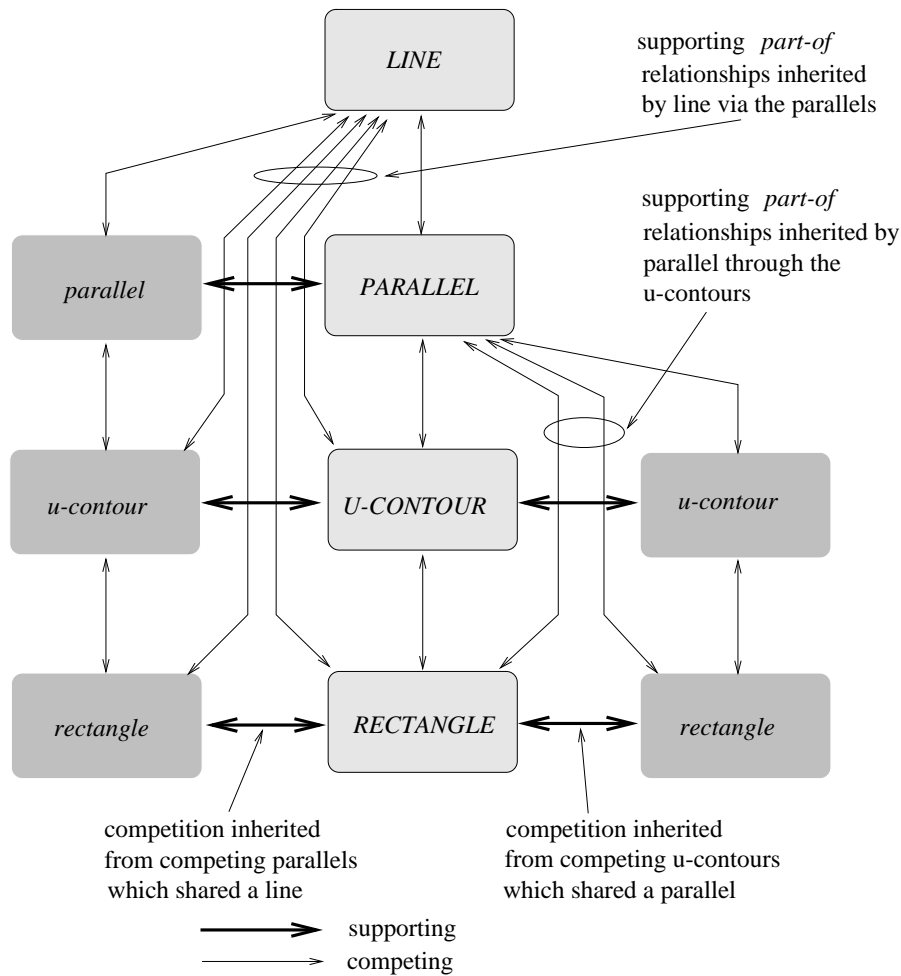 LINE
supporting part-of
relationships inherited
by line via the parallels
supporting part-of
relationships inherited by
parallel through the
u-contours
parallel
PARALLEL
u-contour
U-CONTOUR
u-contour
rectangle
RECTANGLE
rectangle
competition inherited
from competing parallels
which shared a line
competition inherited
from competing u-contours
which shared a parallel
supporting
competing